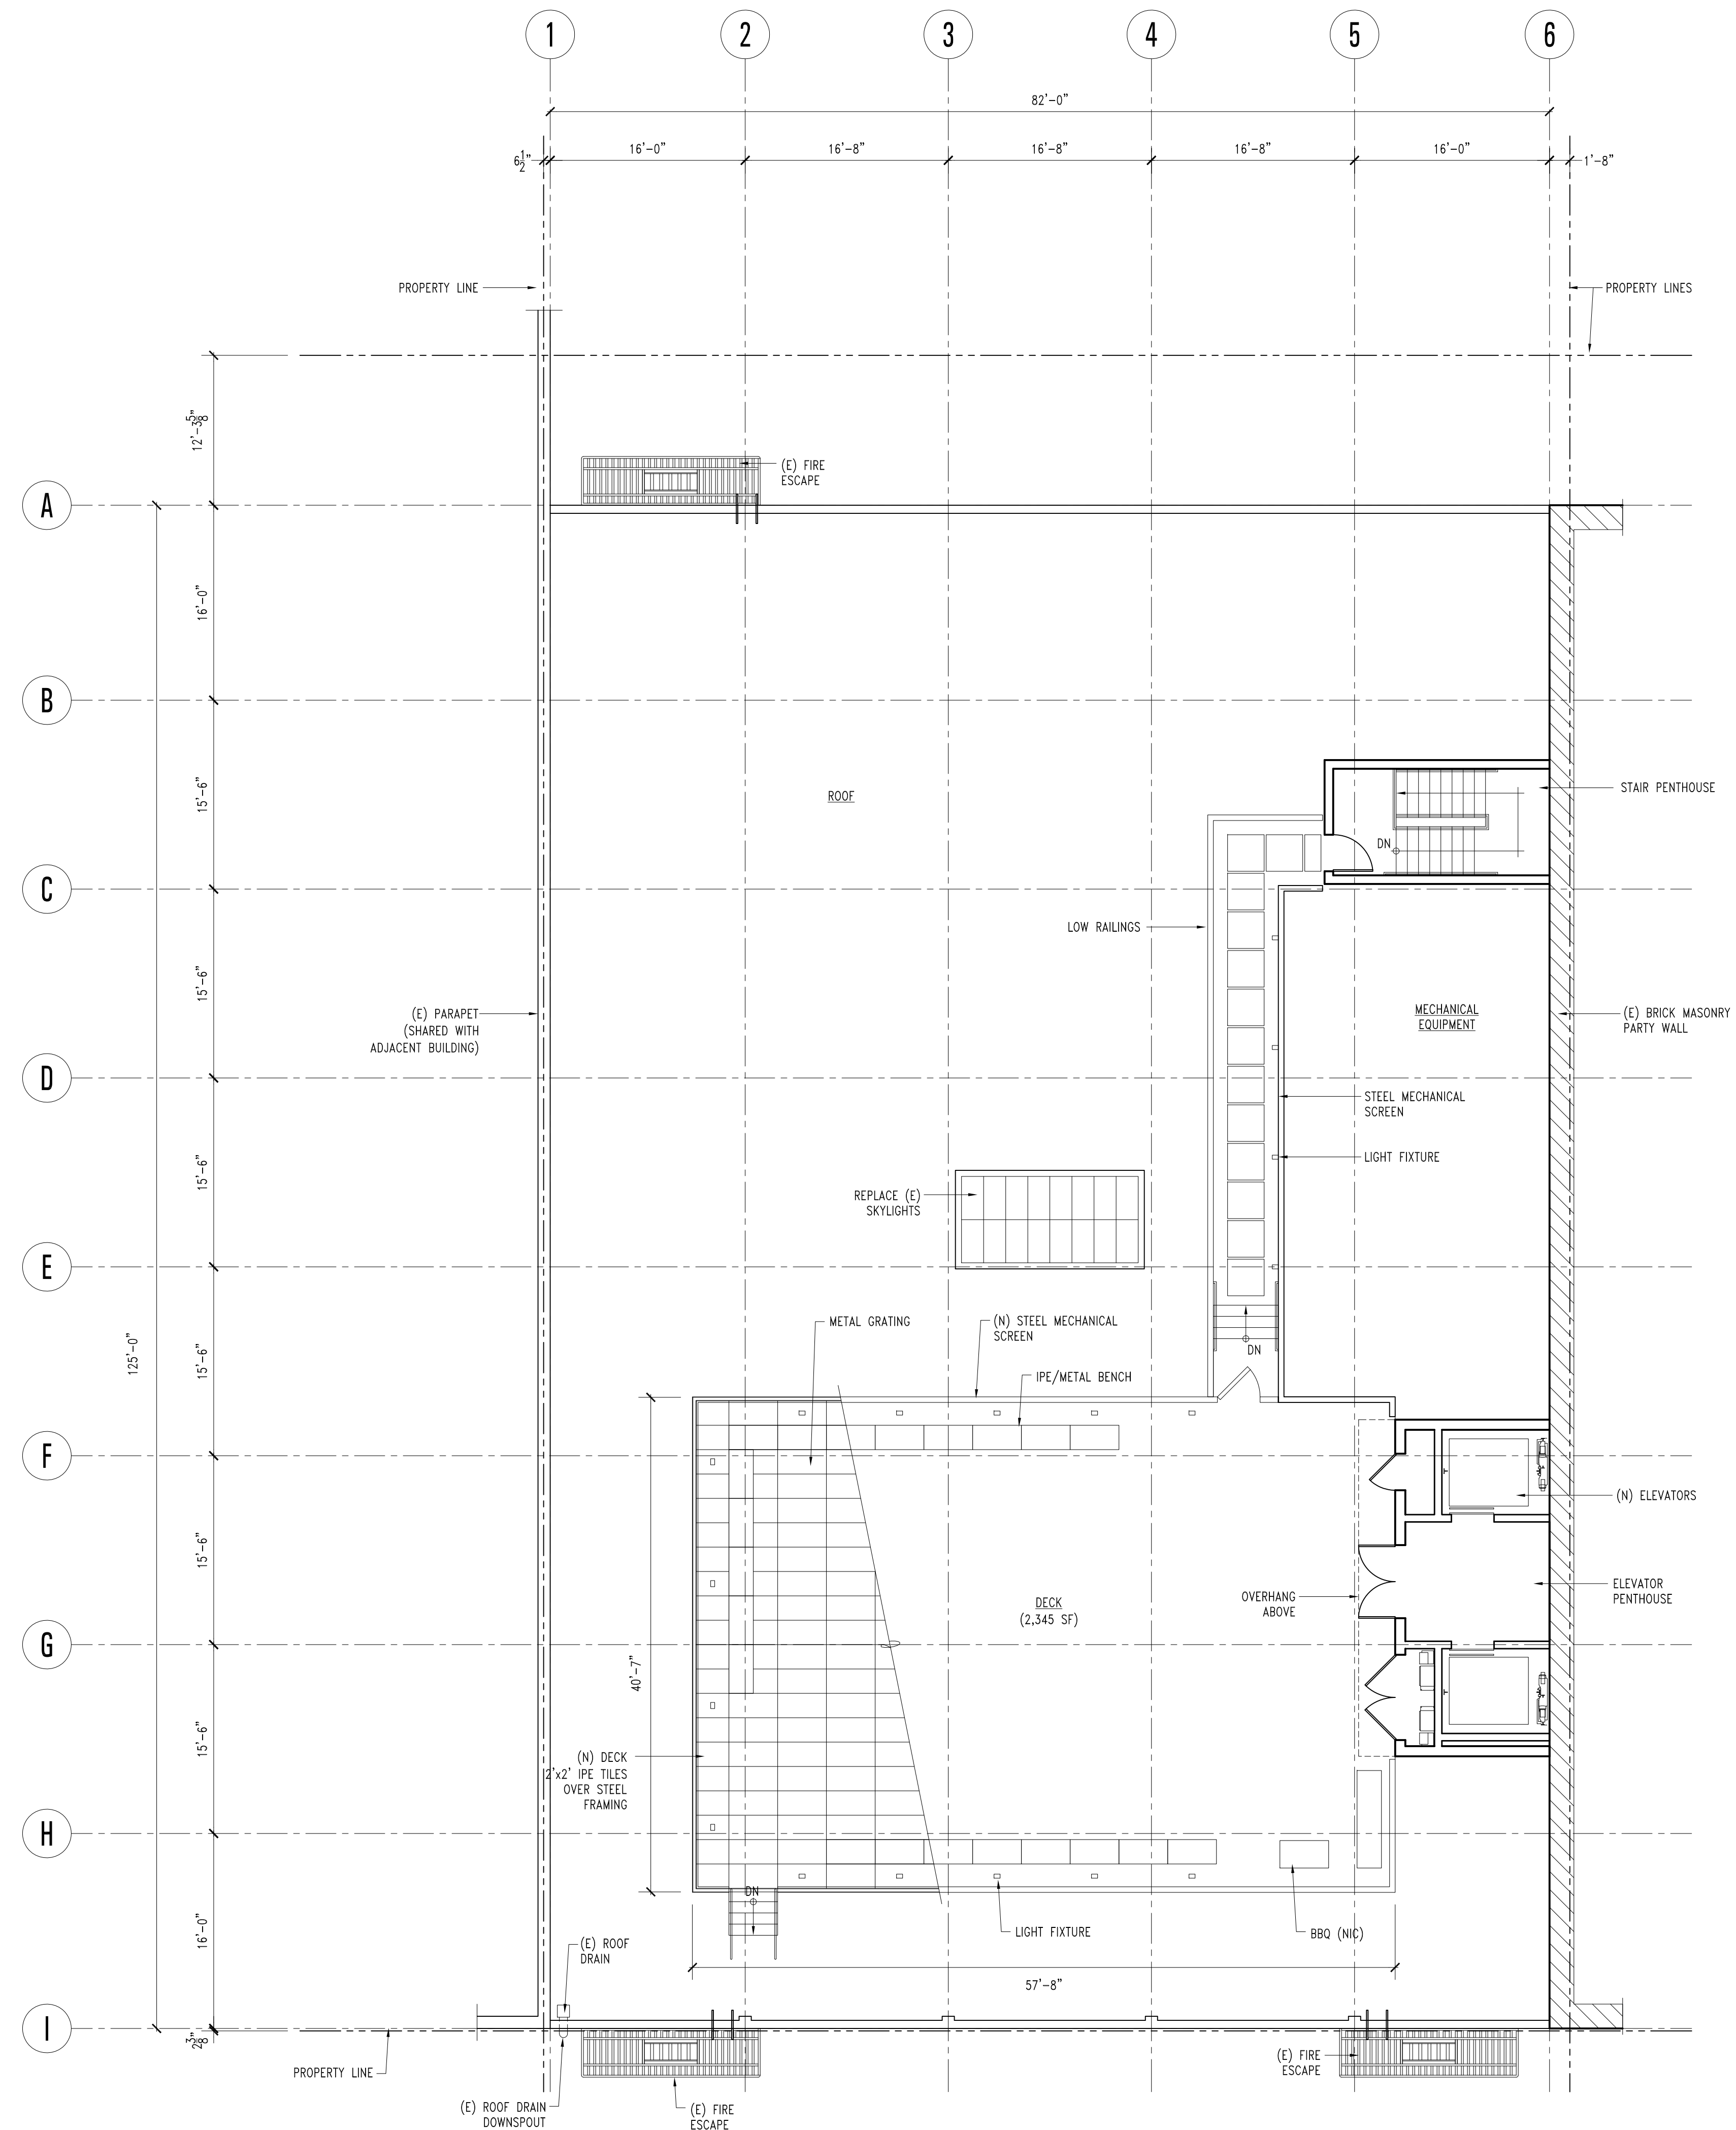 1 2 3 4 5 6
82'-0"
6 1/2" 16'-0" 16'-8" 16'-8" 16'-8" 16'-0" 1'-8"
PROPERTY LINE
PROPERTY LINES
12'-3 5/8"
(E) FIRE
ESCAPE
A
16'-0"
B
15'-6"
ROOF
STAIR PENTHOUSE
DN
C
LOW RAILINGS
15'-6"
(E) PARAPET
(SHARED WITH
ADJACENT BUILDING)
MECHANICAL
EQUIPMENT
(E) BRICK MASONRY
PARTY WALL
D
STEEL MECHANICAL
SCREEN
15'-6"
LIGHT FIXTURE
REPLACE (E)
SKYLIGHTS
E
125'-0"
15'-6"
METAL GRATING
(N) STEEL MECHANICAL
SCREEN
DN
IPE/METAL BENCH
F
(N) ELEVATORS
15'-6"
OVERHANG
ABOVE
ELEVATOR
PENTHOUSE
DECK
(2,345 SF)
G
40'-7"
15'-6"
(N) DECK
2'x2' IPE TILES
OVER STEEL
FRAMING
H
DN
16'-0"
LIGHT FIXTURE
BBQ (NIC)
(E) ROOF
DRAIN
57'-8"
I
2 3/8"
PROPERTY LINE
(E) FIRE
ESCAPE
(E) ROOF DRAIN
DOWNSPOUT
(E) FIRE
ESCAPE